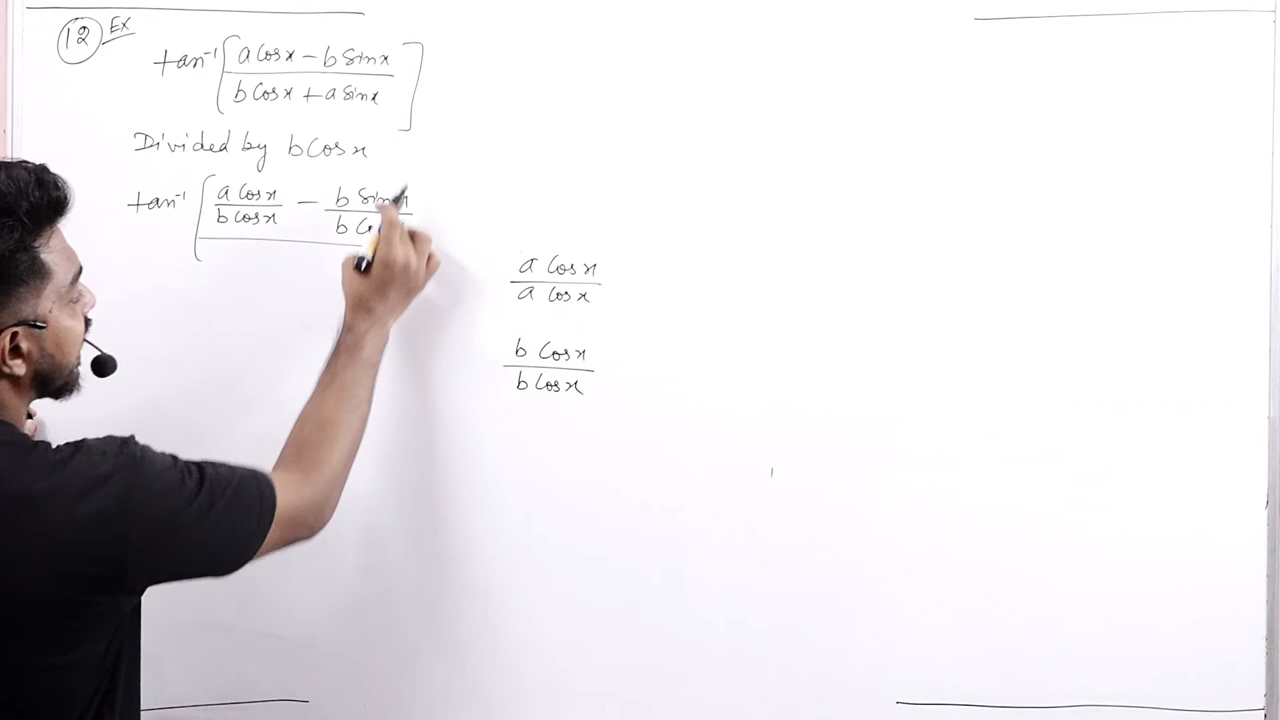 12 Ex
tan⁻¹ [ (a cos x − b sin x) / (b cos x + a sin x) ]
Divided by b cos x
tan⁻¹ [ a cos x / b cos x − b sin x / b
a cos x / a cos x
b cos x / b cos x